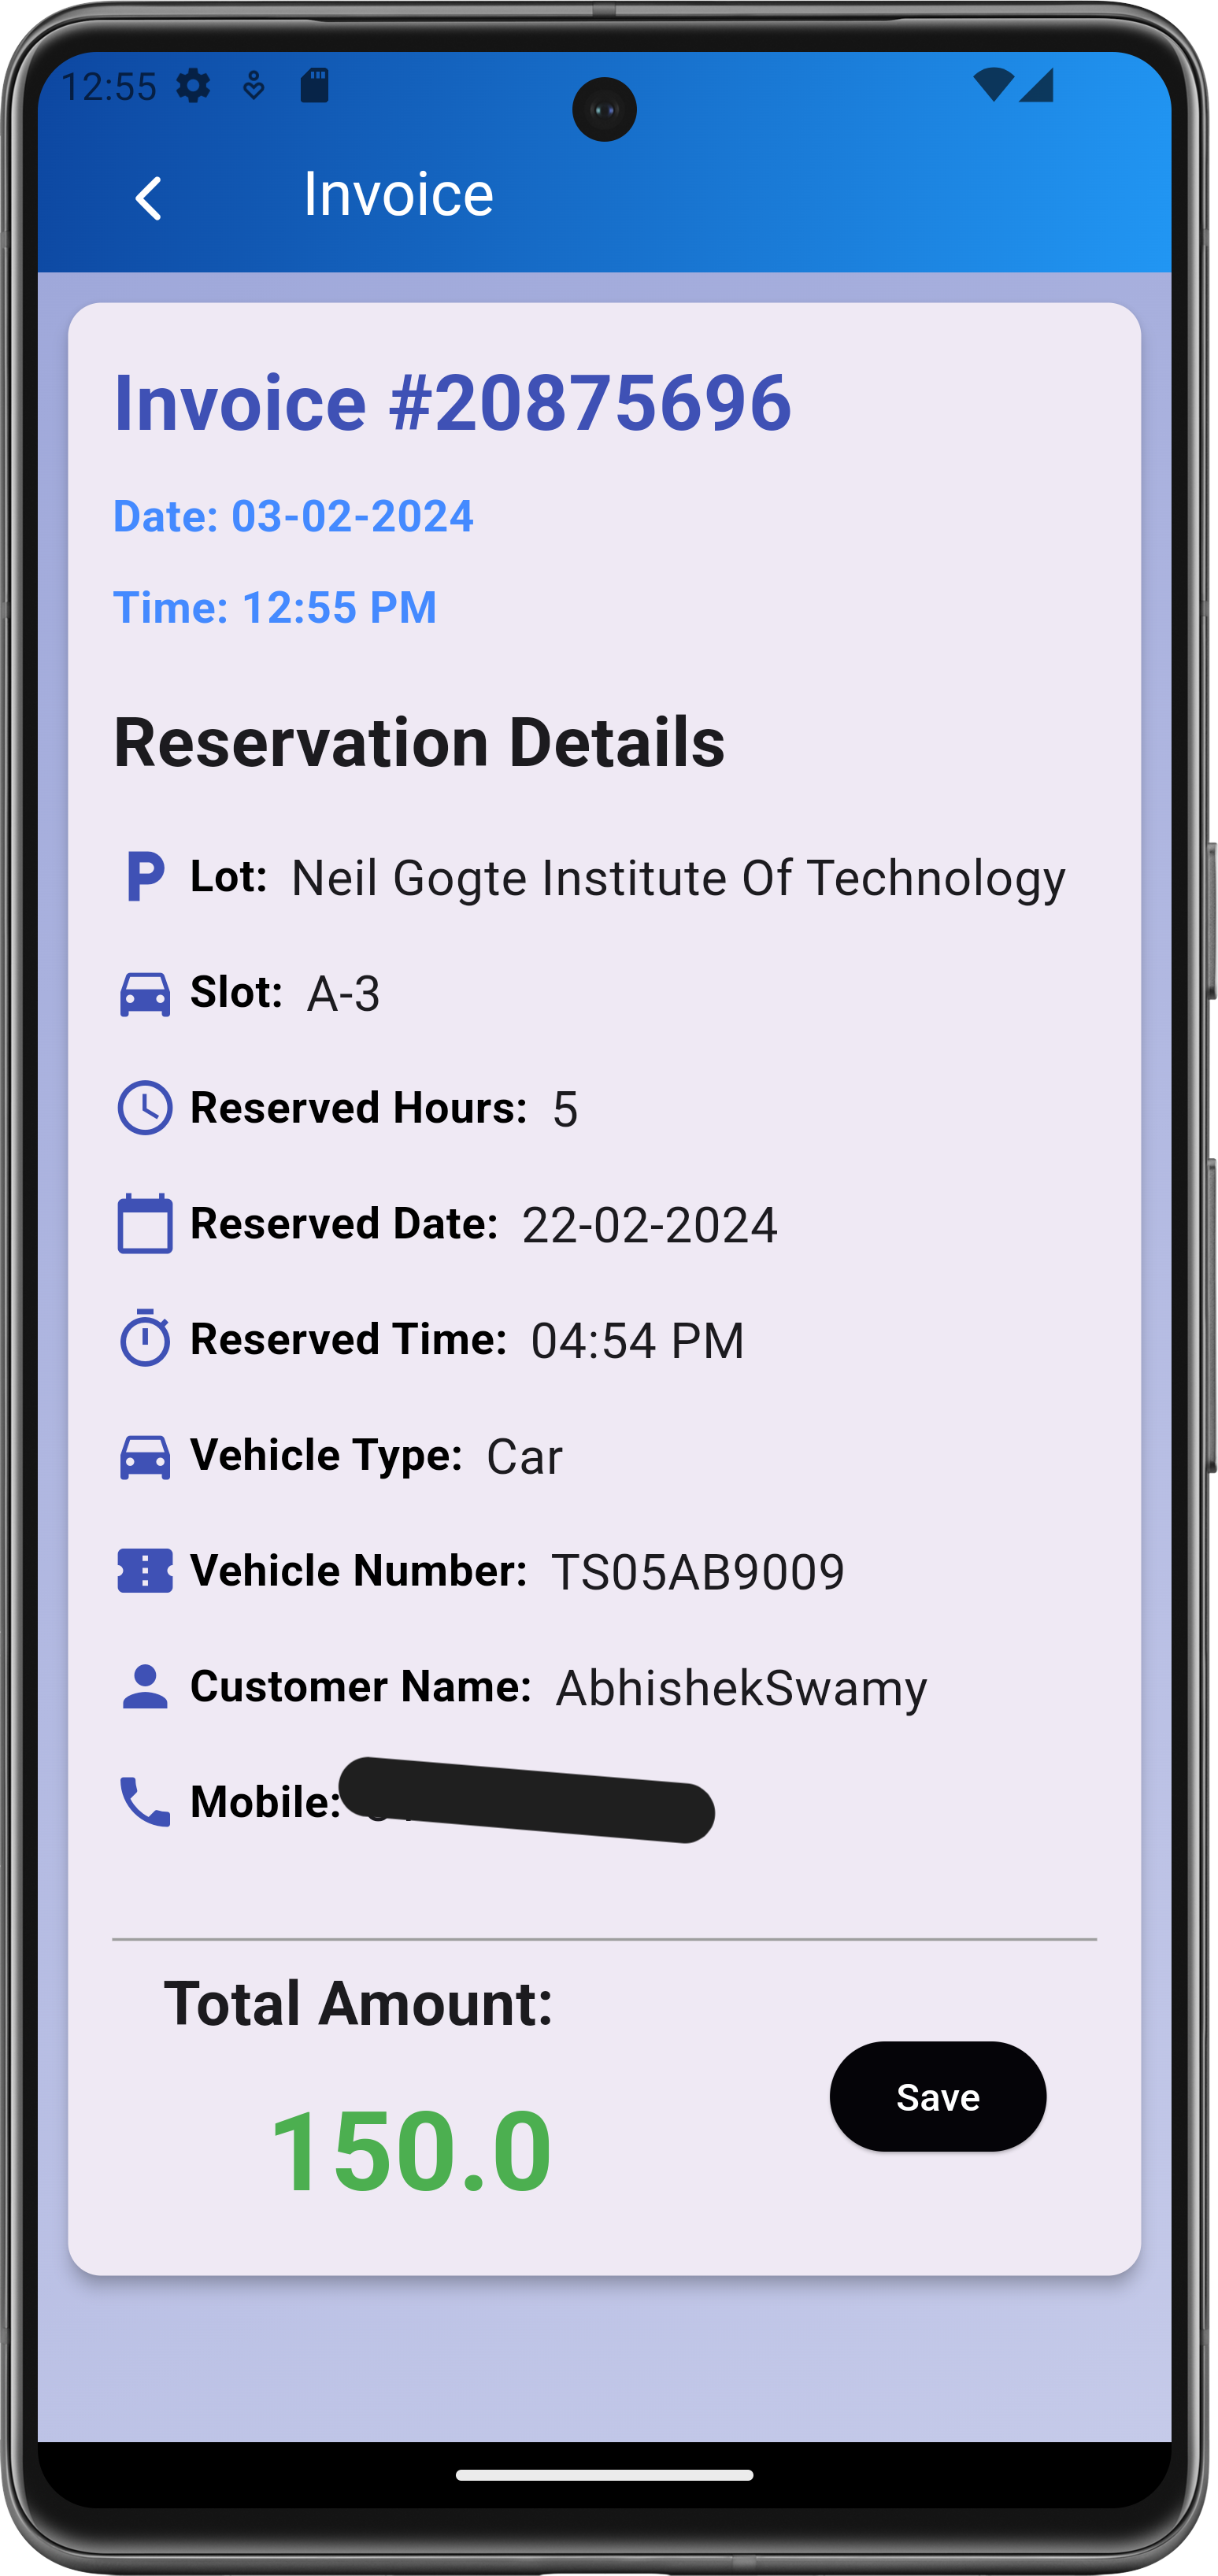 12:55
Invoice
Invoice #20875696
Date: 03-02-2024
Time: 12:55 PM
Reservation Details
P Lot: Neil Gogte Institute Of Technology
Slot: A-3
Reserved Hours: 5
Reserved Date: 22-02-2024
Reserved Time: 04:54 PM
Vehicle Type: Car
Vehicle Number: TS05AB9009
Customer Name: AbhishekSwamy
Mobile:
Total Amount:
Save
150.0